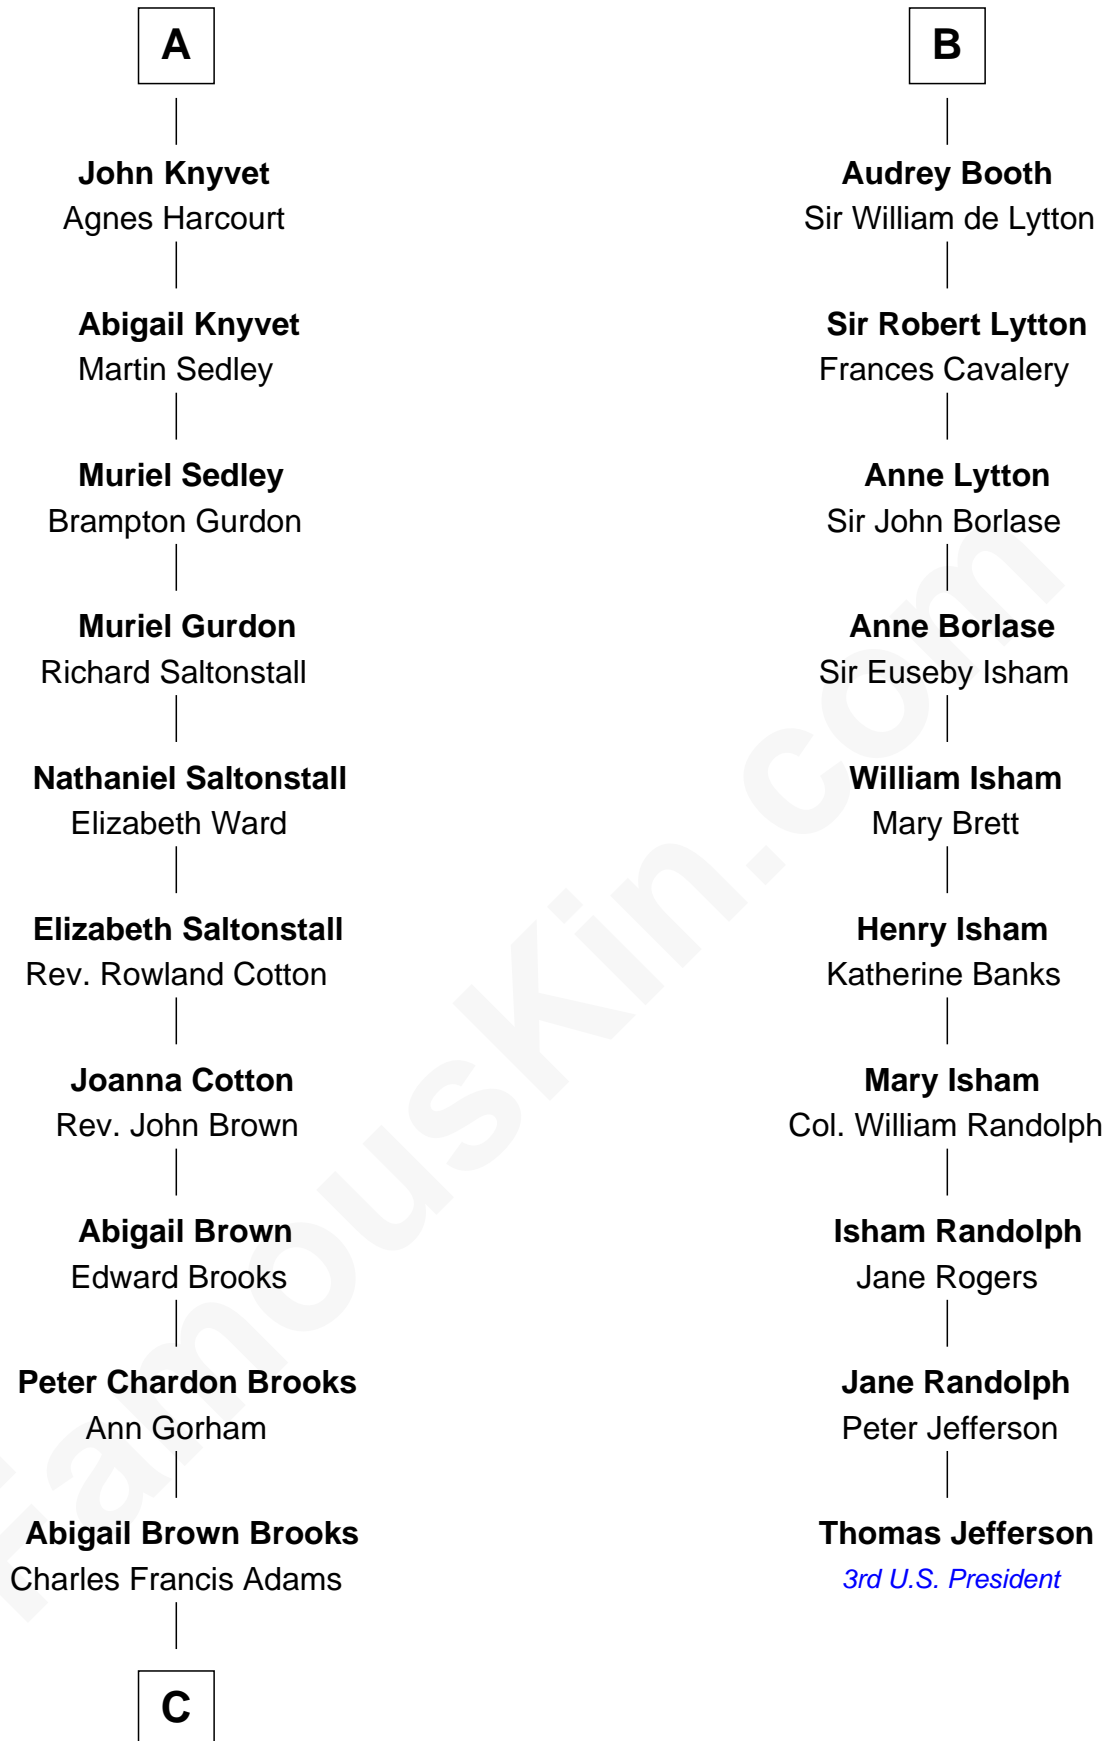 A
John Knyvet
Agnes Harcourt
Abigail Knyvet
Martin Sedley
Muriel Sedley
Brampton Gurdon
Muriel Gurdon
Richard Saltonstall
Nathaniel Saltonstall
Elizabeth Ward
Elizabeth Saltonstall
Rev. Rowland Cotton
Joanna Cotton
Rev. John Brown
Abigail Brown
Edward Brooks
Peter Chardon Brooks
Ann Gorham
Abigail Brown Brooks
Charles Francis Adams
C
B
Audrey Booth
Sir William de Lytton
Sir Robert Lytton
Frances Cavalery
Anne Lytton
Sir John Borlase
Anne Borlase
Sir Euseby Isham
William Isham
Mary Brett
Henry Isham
Katherine Banks
Mary Isham
Col. William Randolph
Isham Randolph
Jane Rogers
Jane Randolph
Peter Jefferson
Thomas Jefferson
3rd U.S. President
FamousKin.com